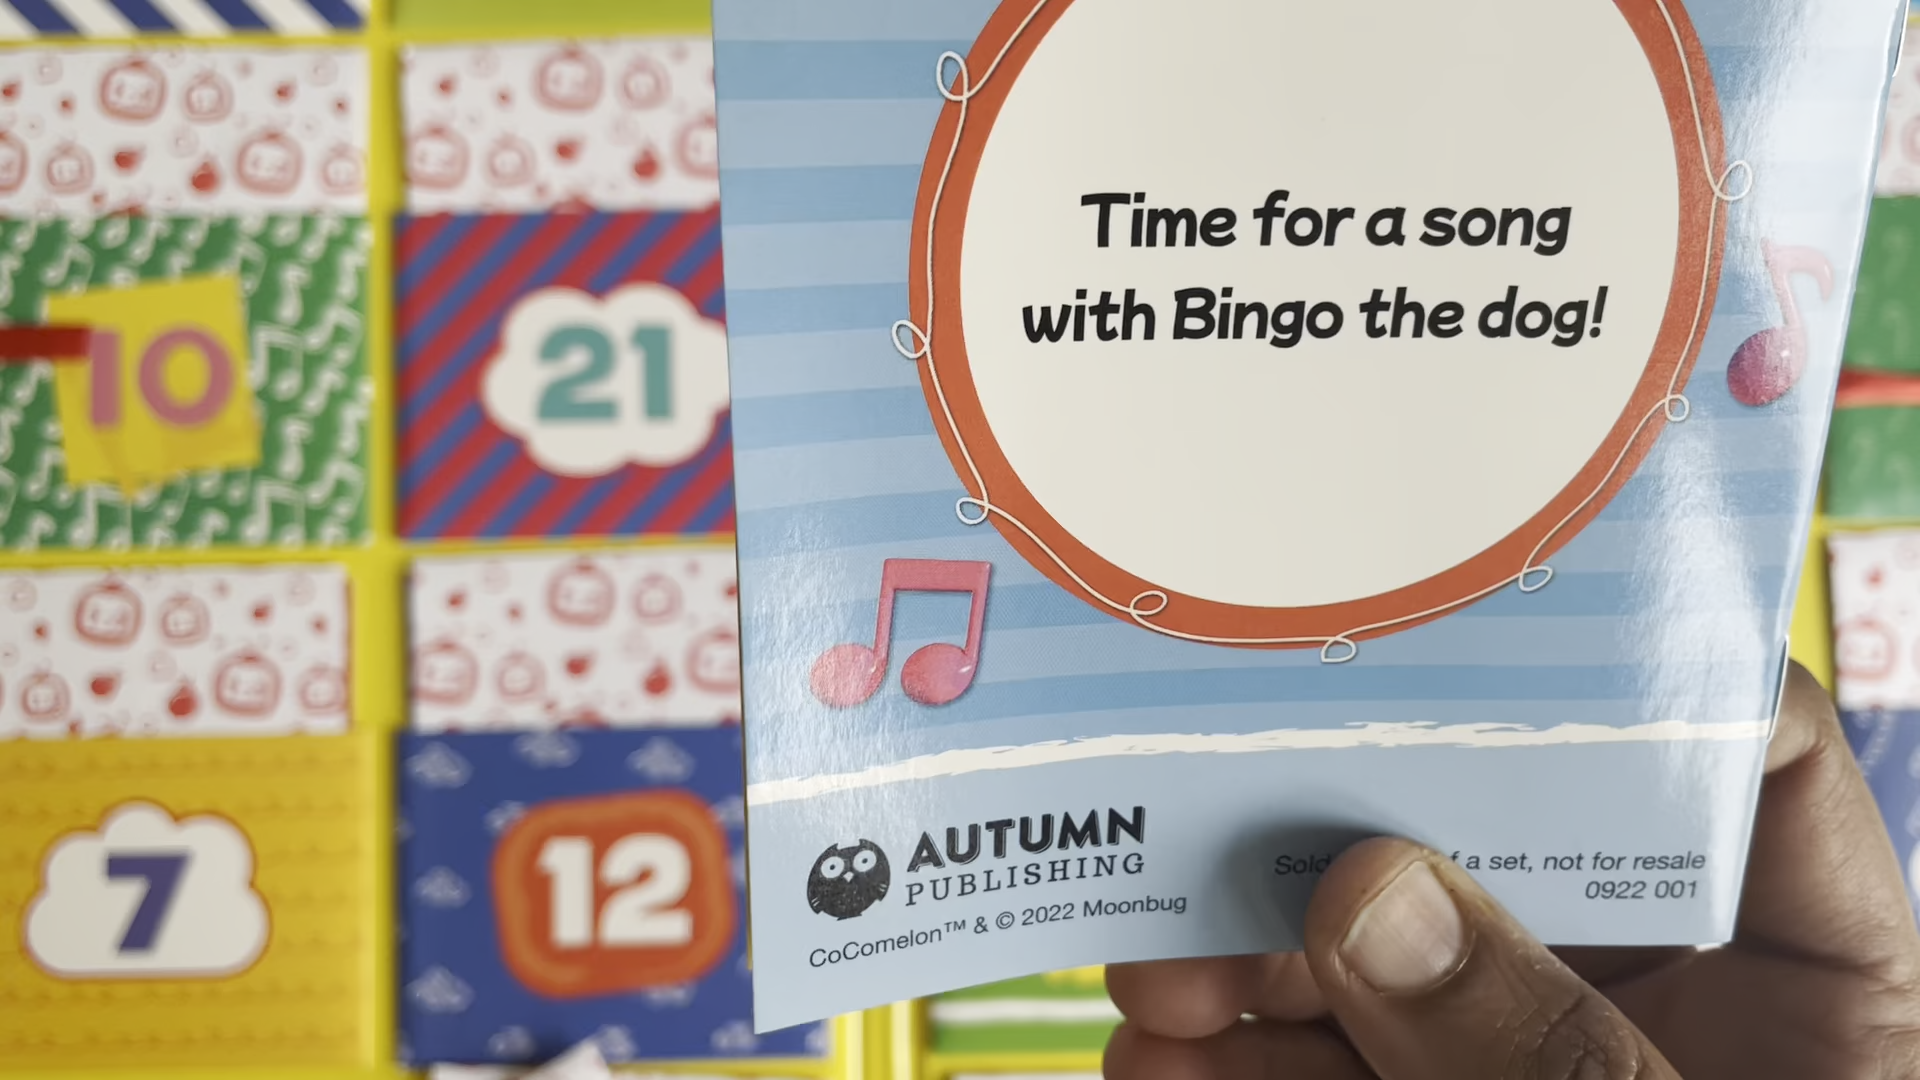 10
21
Time for a song
with Bingo the dog!
7
12
AUTUMN
PUBLISHING
CoComelon™ & © 2022 Moonbug
Sold a set, not for resale
0922 001